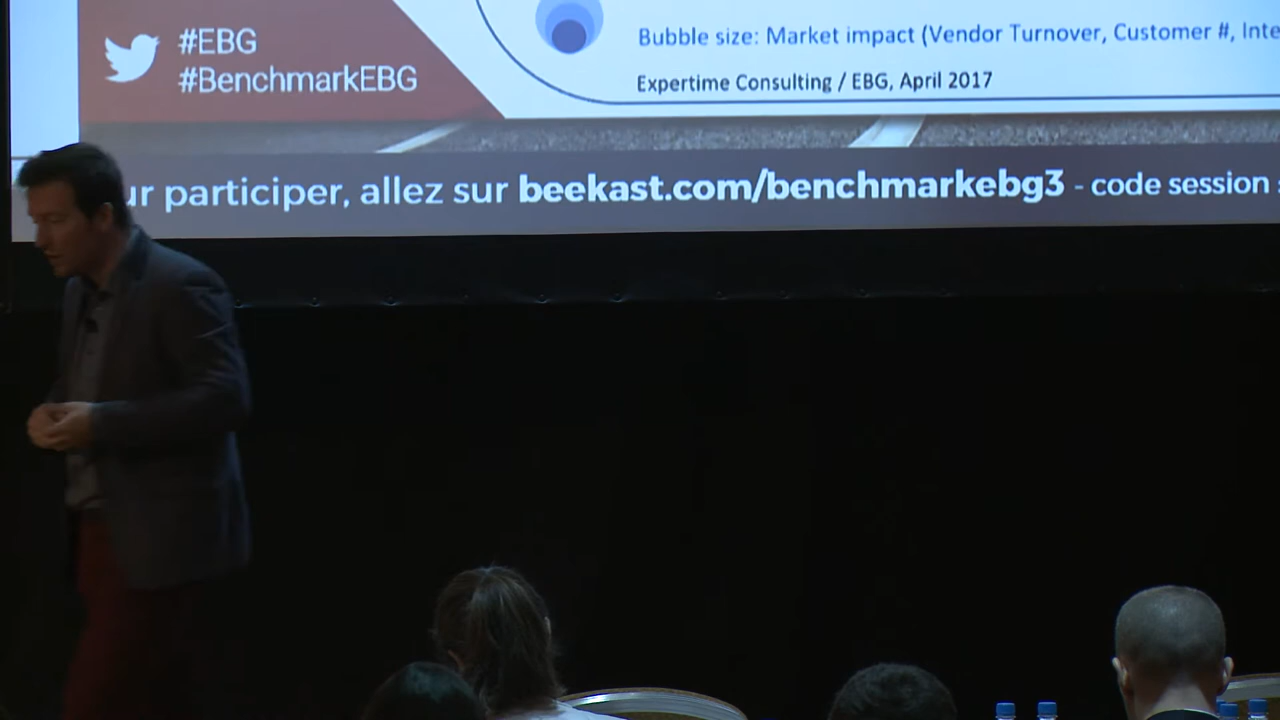 #EBG
#BenchmarkEBG
Bubble size: Market impact (Vendor Turnover, Customer #,
Expertime Consulting / EBG, April 2017
participer, allez sur beekast.com/benchmarkebg3 - code session